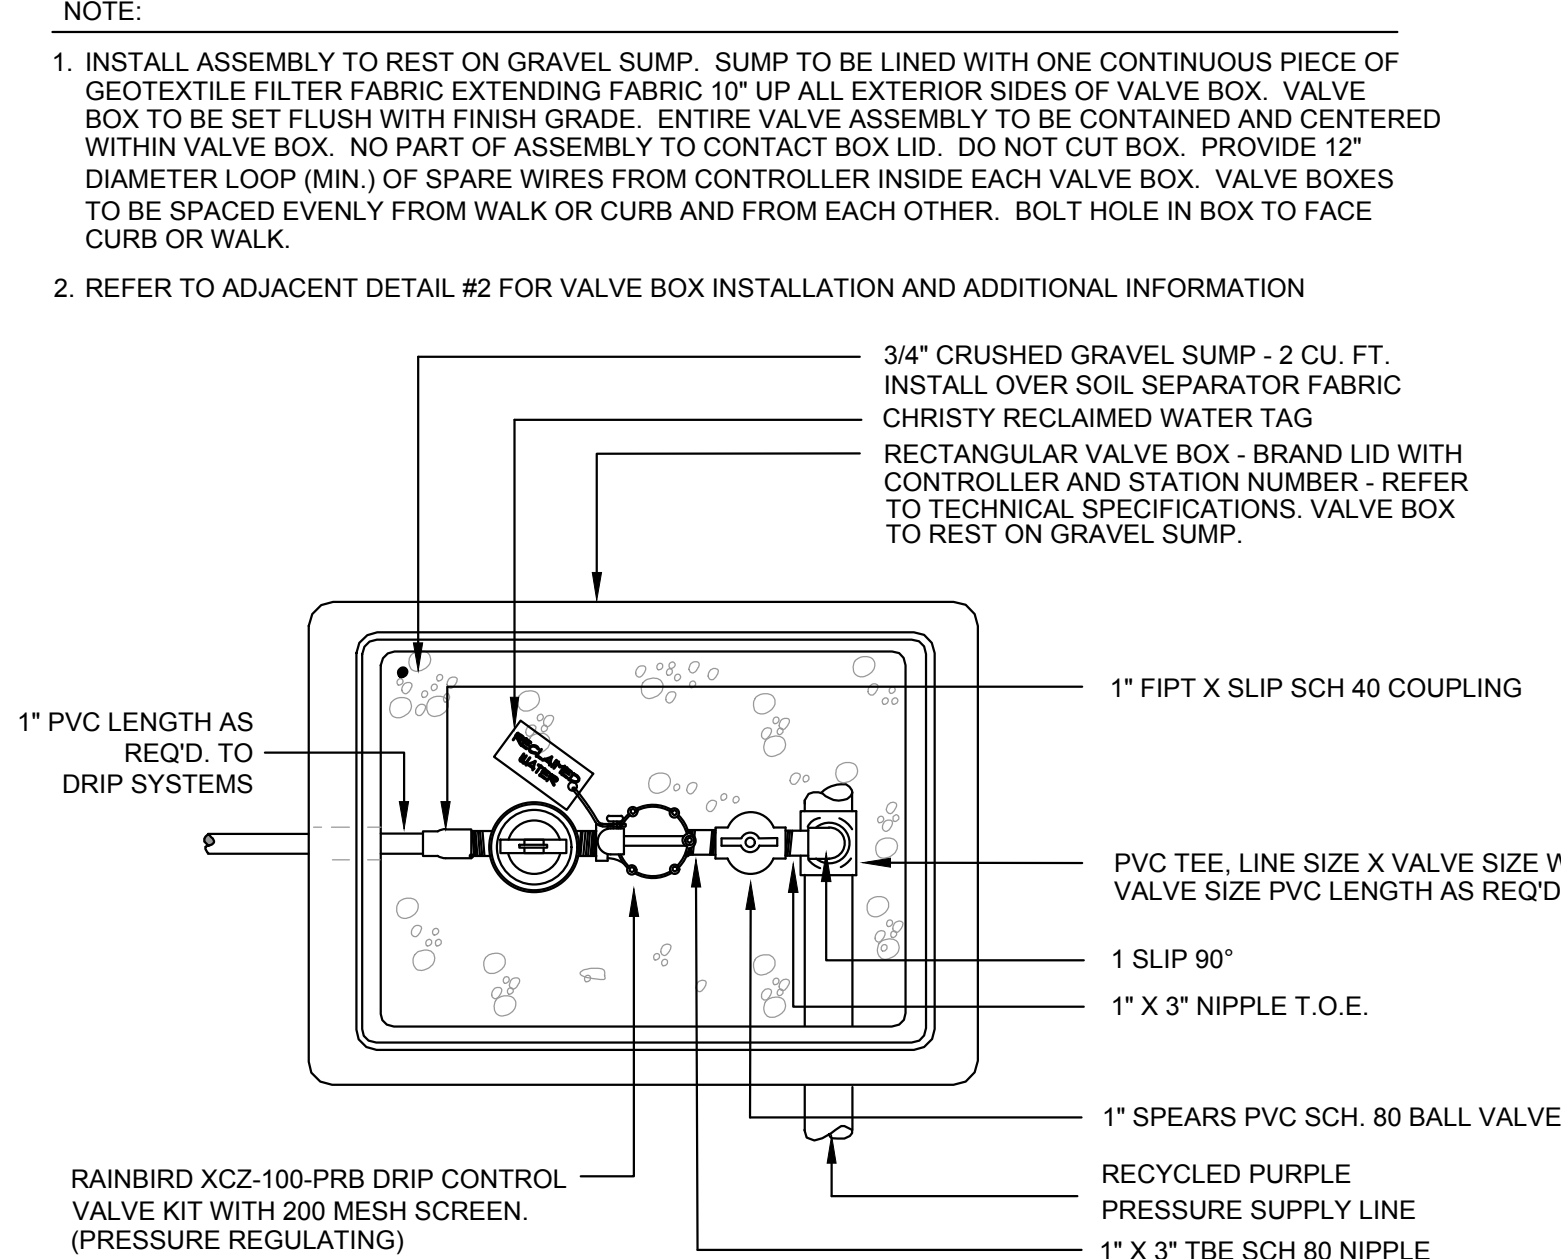 NOTE:
1. INSTALL ASSEMBLY TO REST ON GRAVEL SUMP. SUMP TO BE LINED WITH ONE CONTINUOUS PIECE OF
GEOTEXTILE FILTER FABRIC EXTENDING FABRIC 10" UP ALL EXTERIOR SIDES OF VALVE BOX. VALVE
BOX TO BE SET FLUSH WITH FINISH GRADE. ENTIRE VALVE ASSEMBLY TO BE CONTAINED AND CENTERED
WITHIN VALVE BOX. NO PART OF ASSEMBLY TO CONTACT BOX LID. DO NOT CUT BOX. PROVIDE 12"
DIAMETER LOOP (MIN.) OF SPARE WIRES FROM CONTROLLER INSIDE EACH VALVE BOX. VALVE BOXES
TO BE SPACED EVENLY FROM WALK OR CURB AND FROM EACH OTHER. BOLT HOLE IN BOX TO FACE
CURB OR WALK.
2. REFER TO ADJACENT DETAIL #2 FOR VALVE BOX INSTALLATION AND ADDITIONAL INFORMATION
3/4" CRUSHED GRAVEL SUMP - 2 CU. FT.
INSTALL OVER SOIL SEPARATOR FABRIC
CHRISTY RECLAIMED WATER TAG
RECTANGULAR VALVE BOX - BRAND LID WITH
CONTROLLER AND STATION NUMBER - REFER
TO TECHNICAL SPECIFICATIONS. VALVE BOX
TO REST ON GRAVEL SUMP.
1" FIPT X SLIP SCH 40 COUPLING
1" PVC LENGTH AS
REQ'D. TO
DRIP SYSTEMS
RECLAIMED
WATER
PVC TEE, LINE SIZE X VALVE SIZE
VALVE SIZE PVC LENGTH AS REQ'D
1 SLIP 90°
1" X 3" NIPPLE T.O.E.
1" SPEARS PVC SCH. 80 BALL VALVE
RECYCLED PURPLE
PRESSURE SUPPLY LINE
1" X 3" TBE SCH 80 NIPPLE
RAINBIRD XCZ-100-PRB DRIP CONTROL
VALVE KIT WITH 200 MESH SCREEN.
(PRESSURE REGULATING)